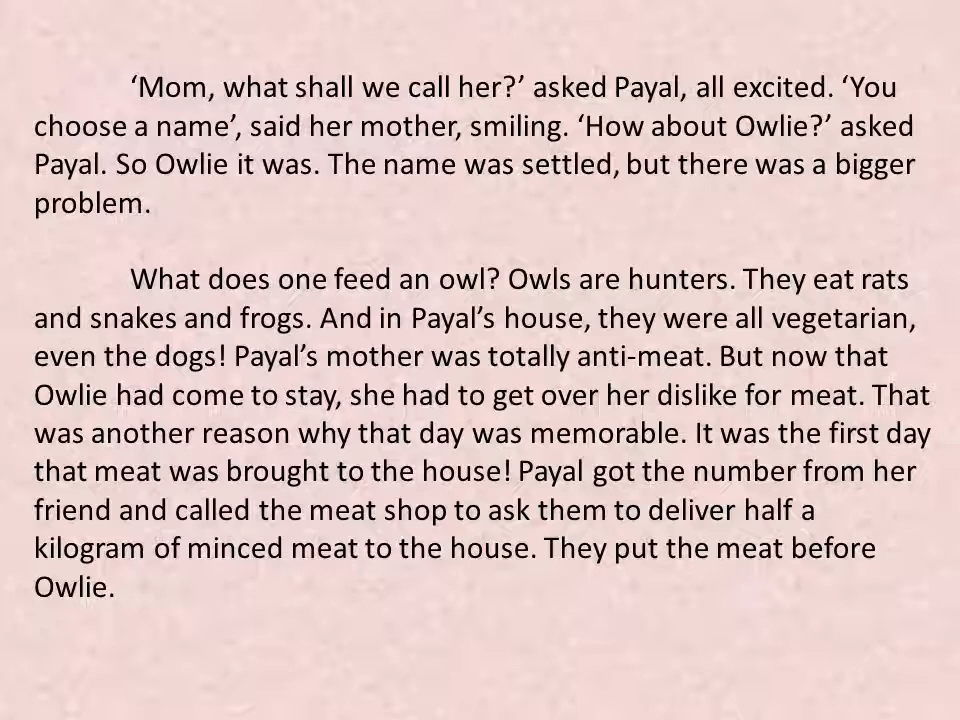 ‘Mom, what shall we call her?’ asked Payal, all excited. ‘You
choose a name’, said her mother, smiling. ‘How about Owlie?’ asked
Payal. So Owlie it was. The name was settled, but there was a bigger
problem.
What does one feed an owl? Owls are hunters. They eat rats
and snakes and frogs. And in Payal’s house, they were all vegetarian,
even the dogs! Payal’s mother was totally anti-meat. But now that
Owlie had come to stay, she had to get over her dislike for meat. That
was another reason why that day was memorable. It was the first day
that meat was brought to the house! Payal got the number from her
friend and called the meat shop to ask them to deliver half a
kilogram of minced meat to the house. They put the meat before
Owlie.